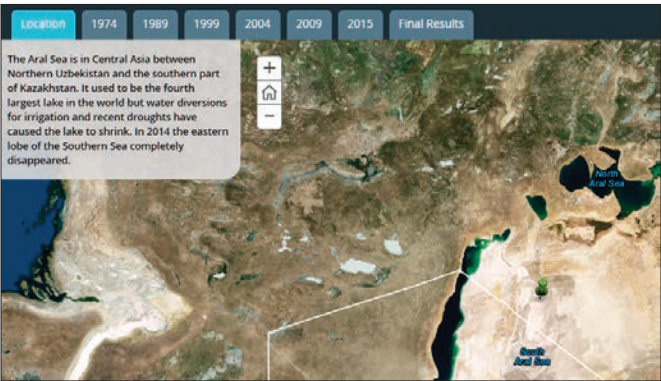 Location 1974 1989 1999 2004 2009 2015 Final Results
The Aral Sea is in Central Asia between
Northern Uzbekistan and the southern part
of Kazakhstan. It used to be the fourth
largest lake in the world but water diversions
for irrigation and recent droughts have
caused the lake to shrink. In 2014 the eastern
lobe of the Southern Sea completely
disappeared.
+
−
North
Aral Sea
South
Aral Sea